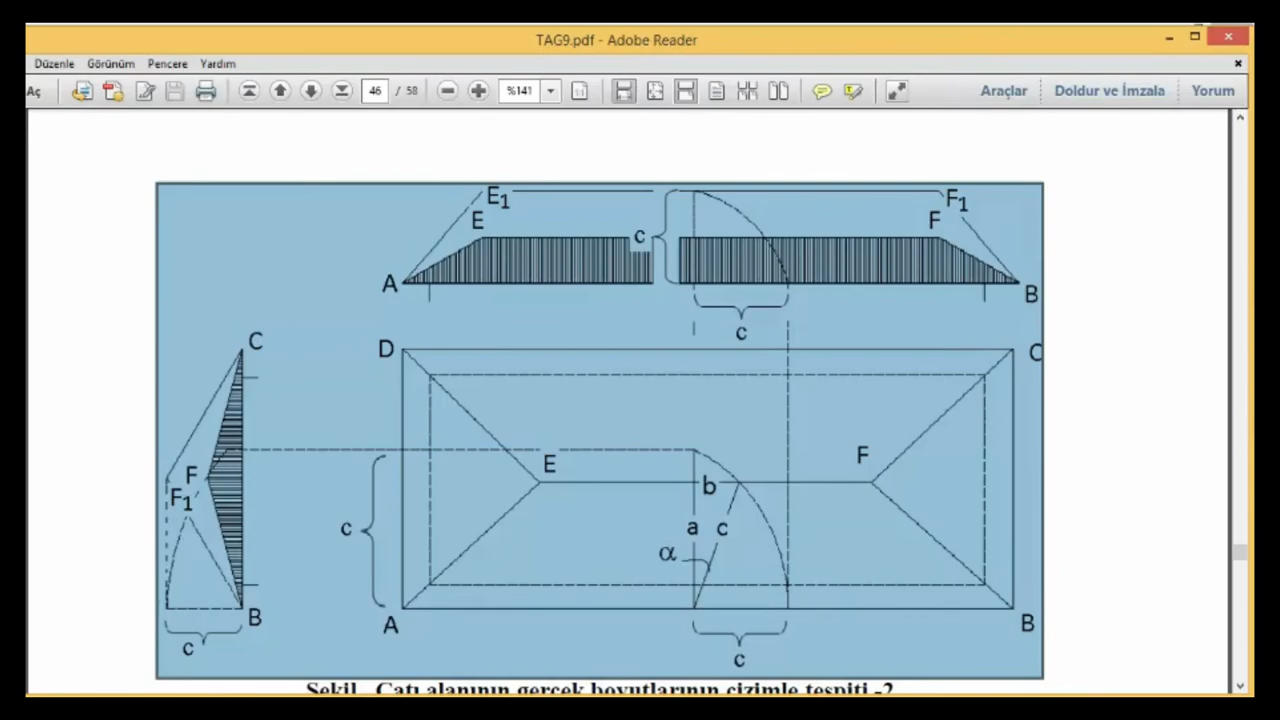 TAG9.pdf - Adobe Reader
Düzenle Görünüm Pencere Yardım
Aç 46 / 58 %141 Araçlar Doldur ve İmzala Yorum
E1 F1
E F
c
A B
c
C D C
F E F
F1 b
c a c
α
B A B
c c
Şekil . Çatı alanının gerçek boyutlarının çizimle tespiti -2